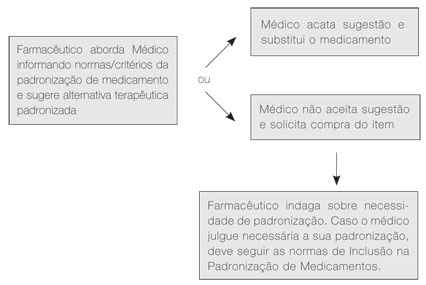 Farmacêutico aborda Médico
informando normas/critérios da
padronização de medicamento
e sugere alternativa terapêutica
padronizada
ou
Médico acata sugestão e
substitui o medicamento
Médico não aceita sugestão
e solicita compra do item
Farmacêutico indaga sobre necessi-
dade de padronização. Caso o médico
julgue necessária a sua padronização,
deve seguir as normas de Inclusão na
Padronização de Medicamentos.